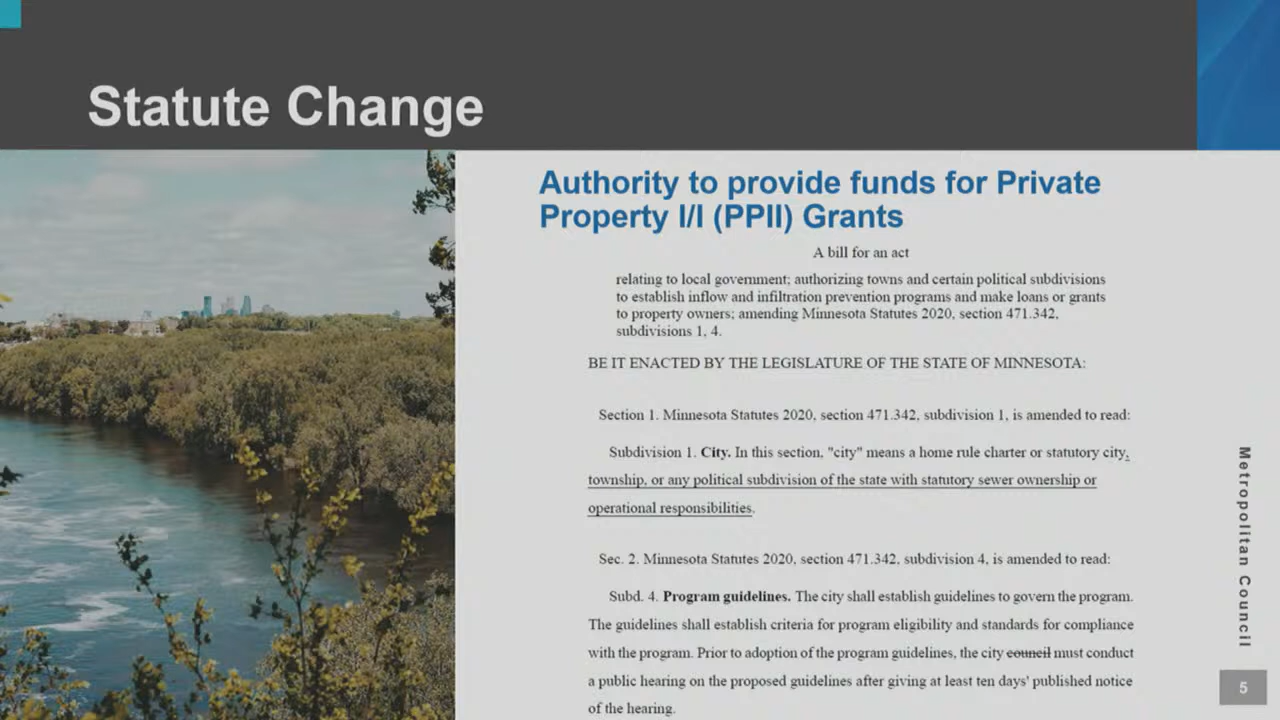 Statute Change
Authority to provide funds for Private
Property I/I (PPII) Grants
A bill for an act
relating to local government; authorizing towns and certain political subdivisions
to establish inflow and infiltration prevention programs and make loans or grants
to property owners; amending Minnesota Statutes 2020, section 471.342,
subdivisions 1, 4.
BE IT ENACTED BY THE LEGISLATURE OF THE STATE OF MINNESOTA:
Section 1. Minnesota Statutes 2020, section 471.342, subdivision 1, is amended to read:
Subdivision 1. City. In this section, "city" means a home rule charter or statutory city,
township, or any political subdivision of the state with statutory sewer ownership or
operational responsibilities.
Sec. 2. Minnesota Statutes 2020, section 471.342, subdivision 4, is amended to read:
Subd. 4. Program guidelines. The city shall establish guidelines to govern the program.
The guidelines shall establish criteria for program eligibility and standards for compliance
with the program. Prior to adoption of the program guidelines, the city council must conduct
a public hearing on the proposed guidelines after giving at least ten days' published notice
of the hearing.
Metropolitan Council
5